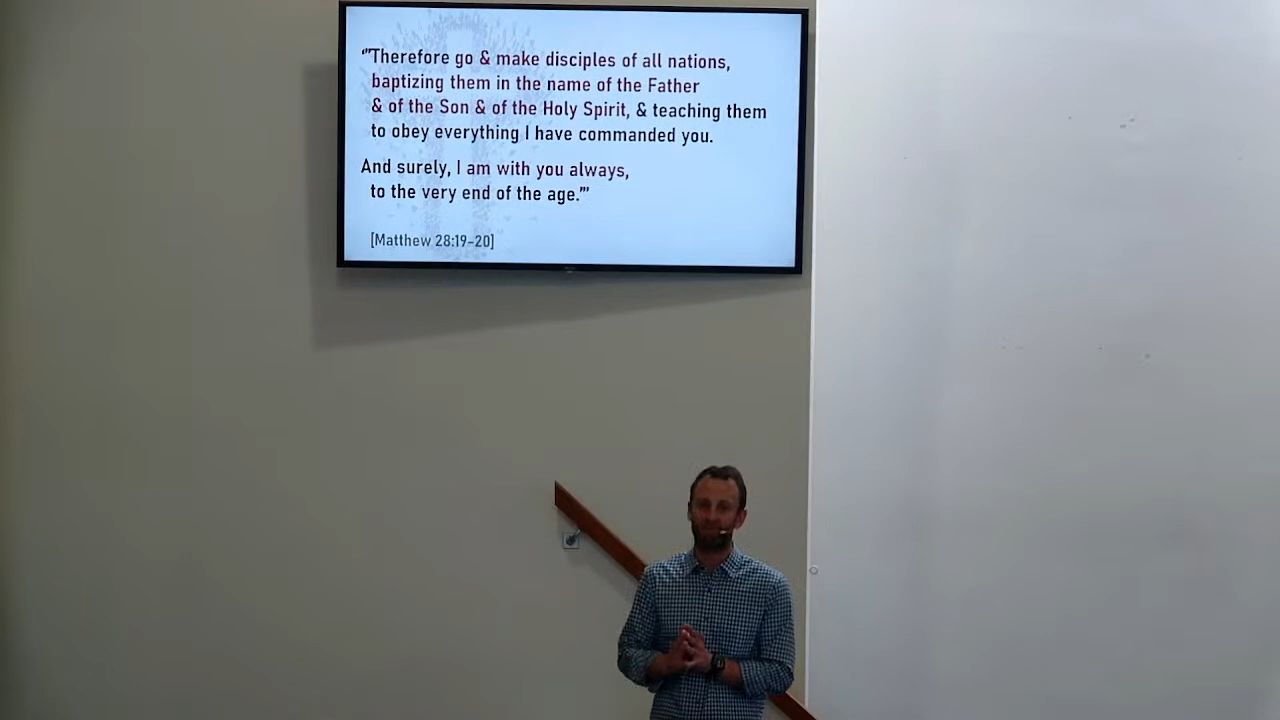 “‘Therefore go & make disciples of all nations,
baptizing them in the name of the Father
& of the Son & of the Holy Spirit, & teaching them
to obey everything I have commanded you.
And surely, I am with you always,
to the very end of the age.’”
[Matthew 28:19-20]